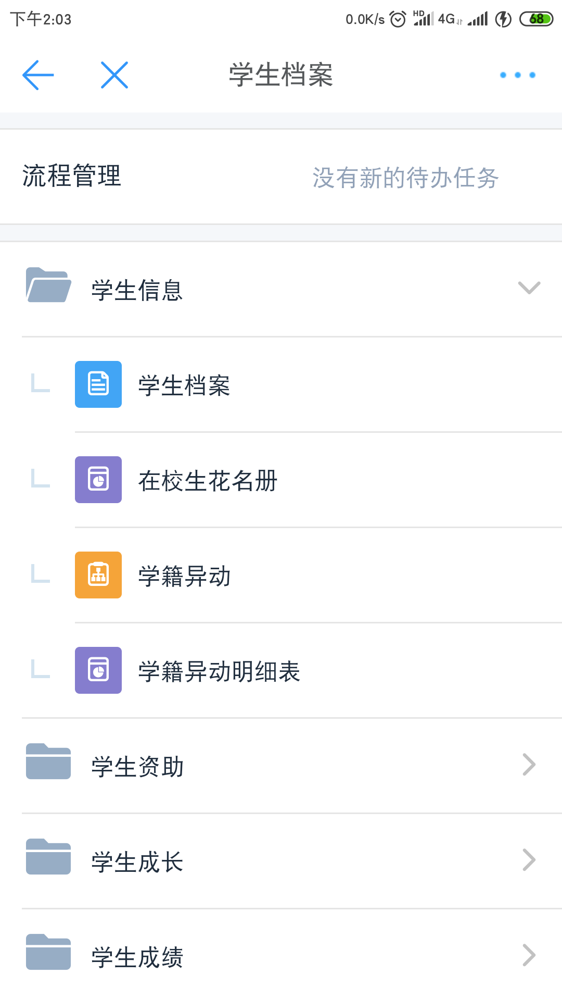 下午2:03 0.0K/s HD 4G 68
学生档案
流程管理 没有新的待办任务
学生信息
学生档案
在校生花名册
学籍异动
学籍异动明细表
学生资助
学生成长
学生成绩